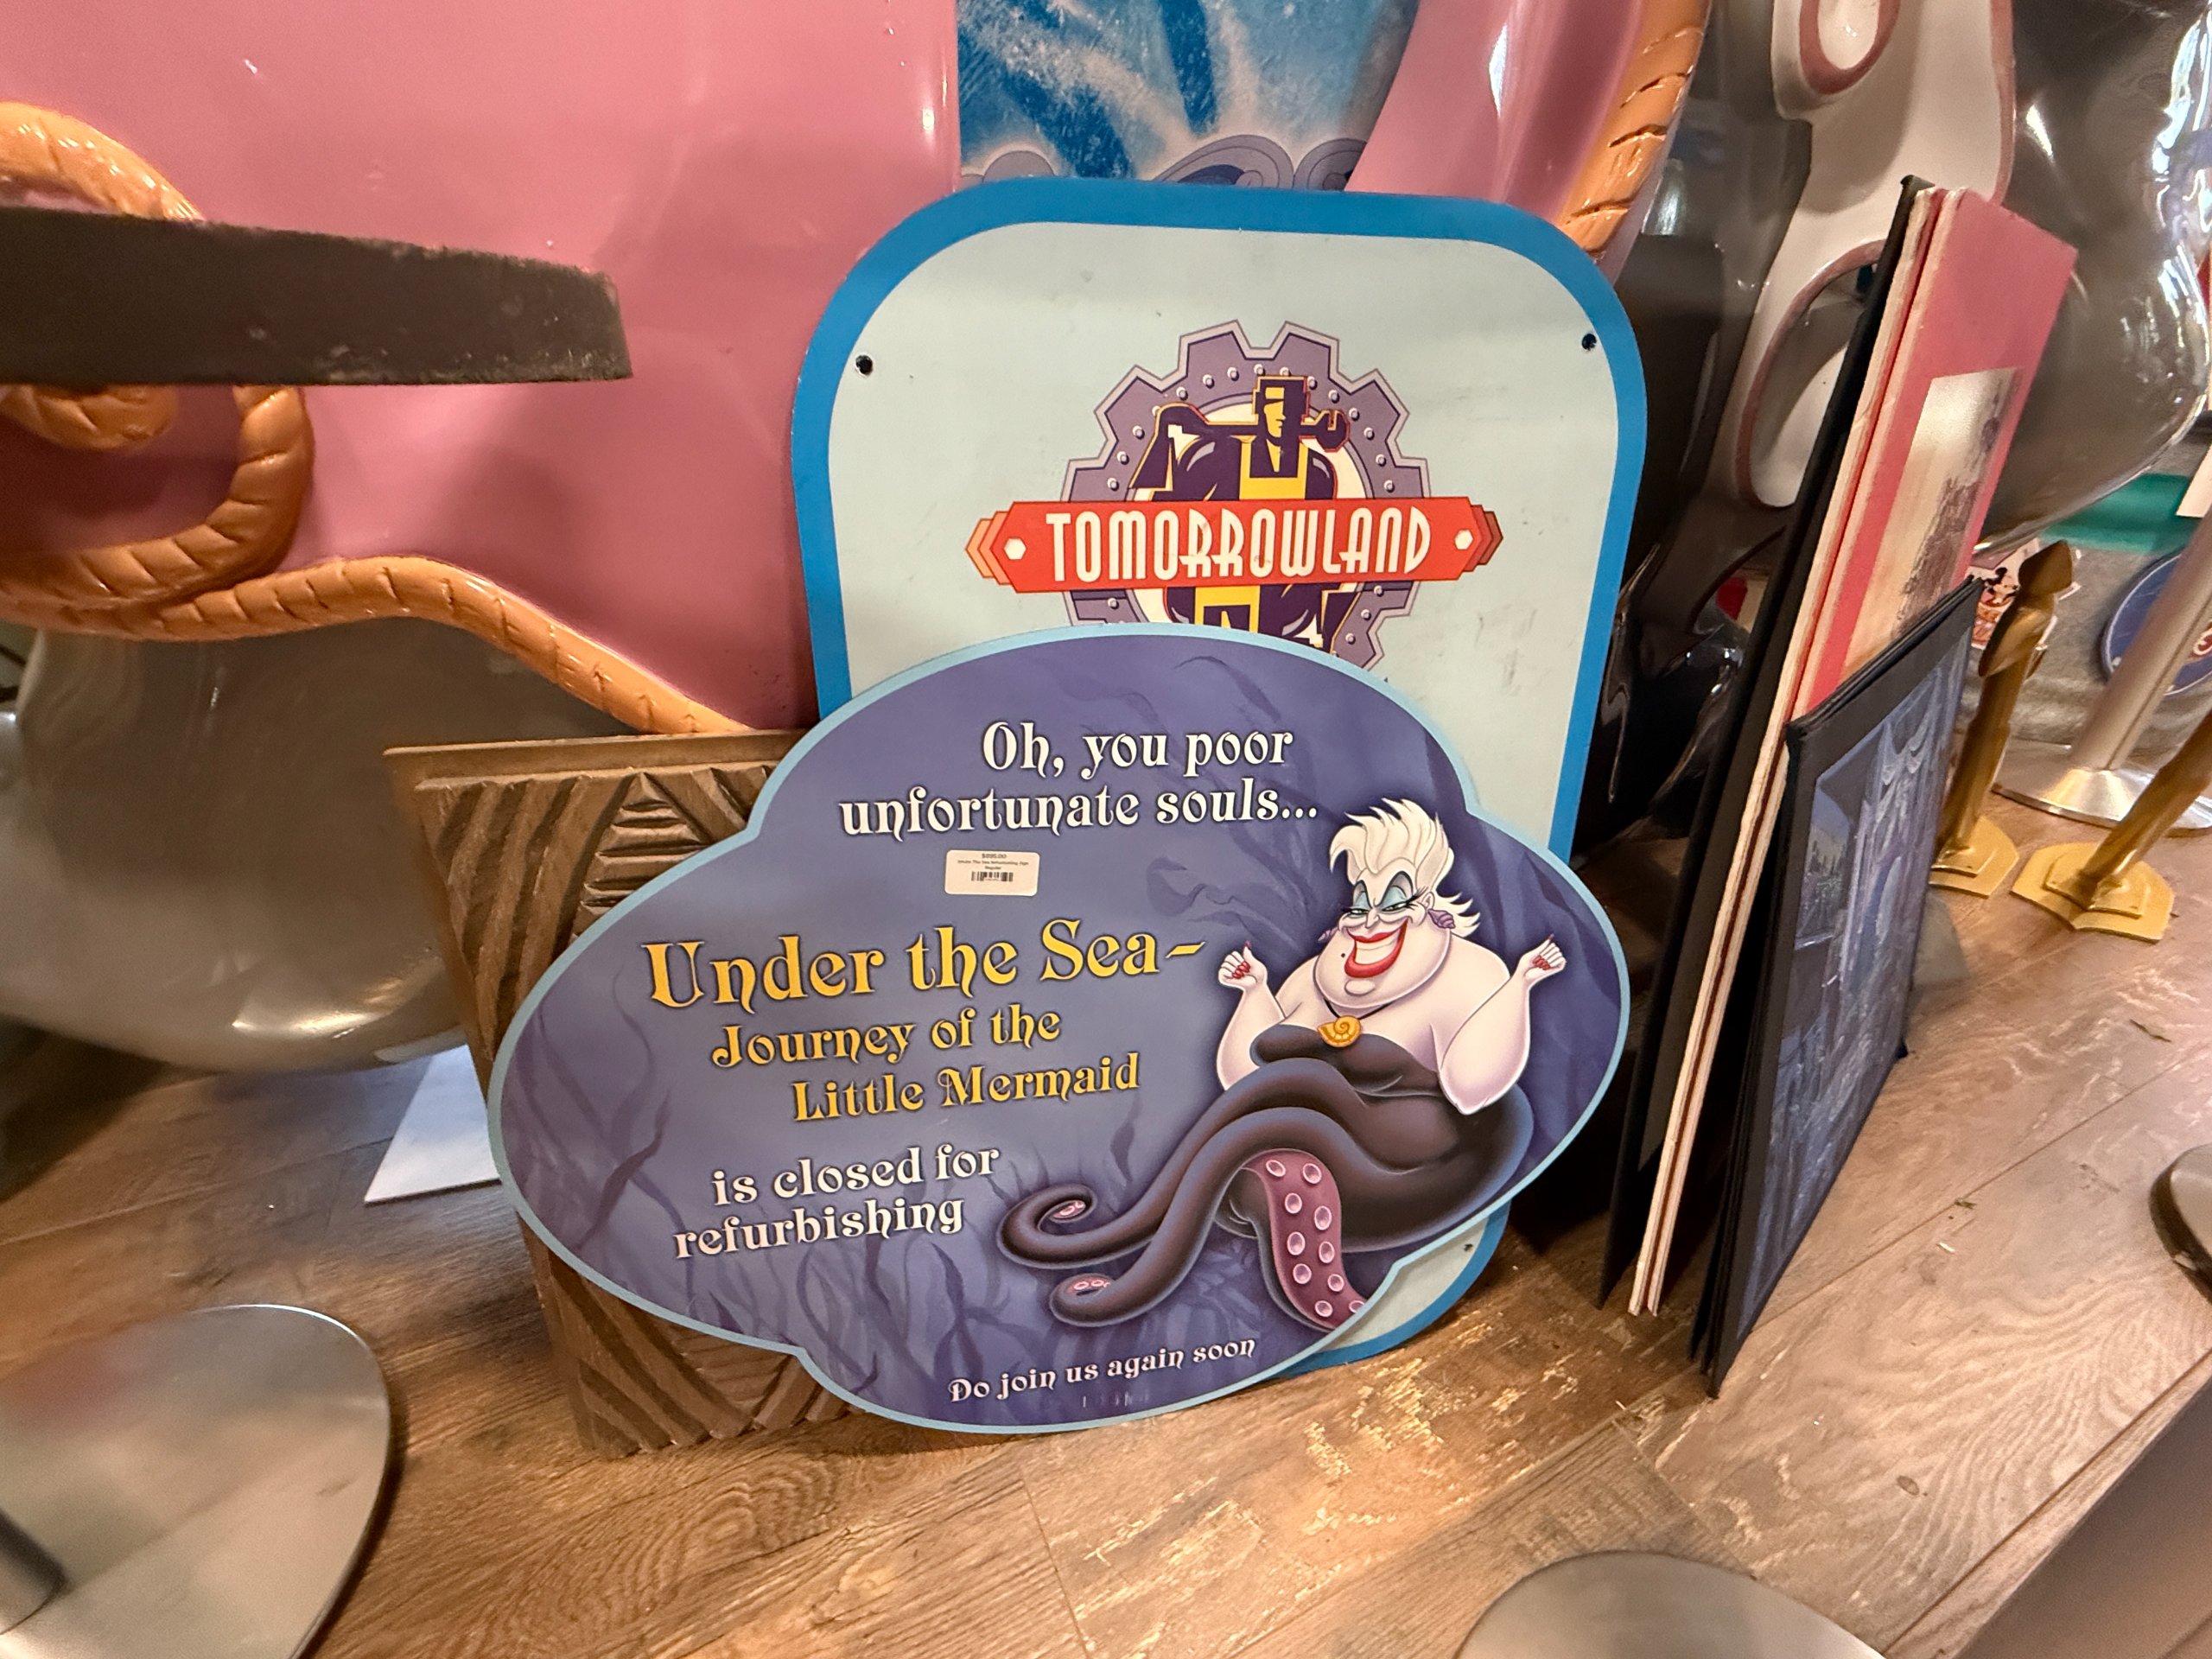 TOMORROWLAND
Oh, you poor
unfortunate souls...
Under the Sea-
Journey of the
Little Mermaid
is closed for
refurbishing
Do join us again soon